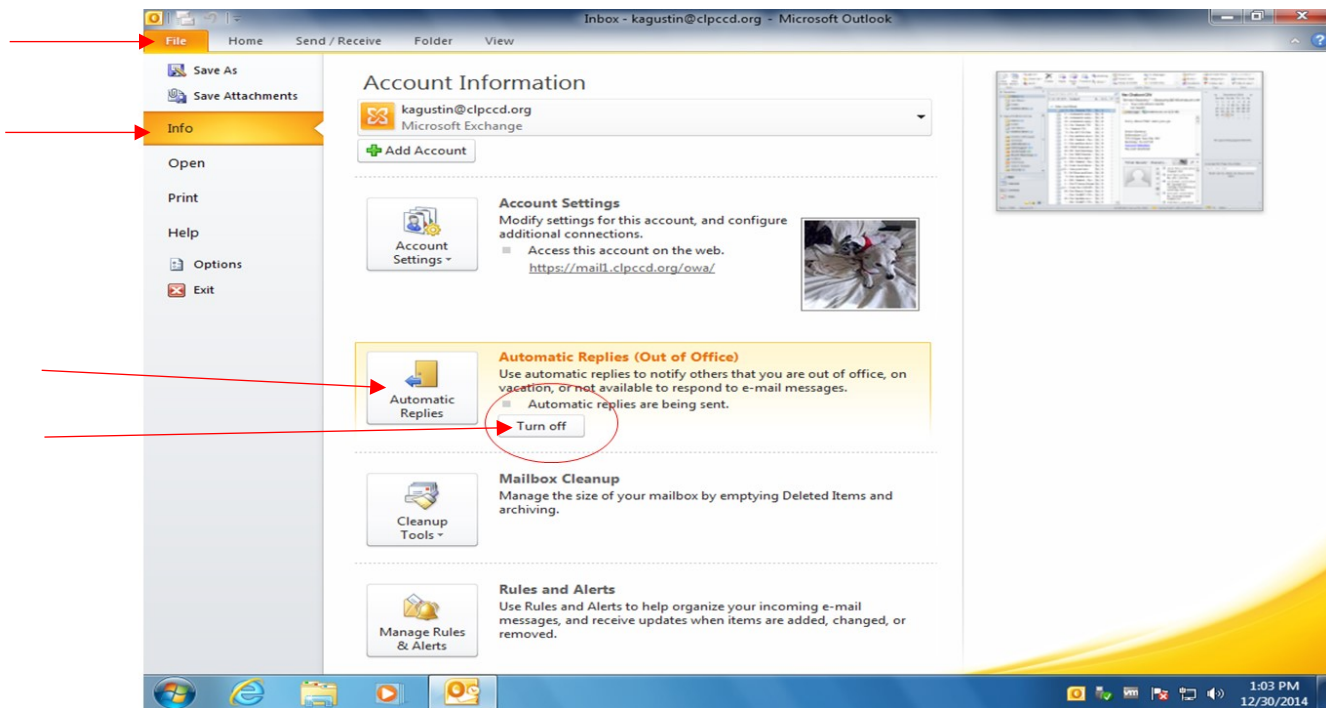 Inbox - kagustin@clpccd.org - Microsoft Outlook
File Home Send / Receive Folder View
Save As
Save Attachments
Info
Open
Print
Help
Options
Exit
Account Information
kagustin@clpccd.org
Microsoft Exchange
Add Account
Account Settings
Account Settings
Modify settings for this account, and configure
additional connections.
Access this account on the web.
https://mail1.clpccd.org/owa/
Automatic Replies
Automatic Replies (Out of Office)
Use automatic replies to notify others that you are out of office, on
vacation, or not available to respond to e-mail messages.
Automatic replies are being sent.
Turn off
Cleanup Tools
Mailbox Cleanup
Manage the size of your mailbox by emptying Deleted Items and
archiving.
Manage Rules & Alerts
Rules and Alerts
Use Rules and Alerts to help organize your incoming e-mail
messages, and receive updates when items are added, changed, or
removed.
1:03 PM
12/30/2014